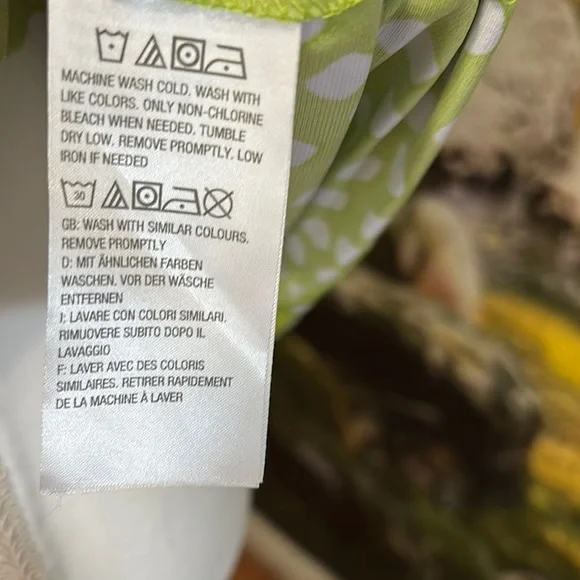 MACHINE WASH COLD. WASH WITH
LIKE COLORS. ONLY NON-CHLORINE
BLEACH WHEN NEEDED. TUMBLE
DRY LOW. REMOVE PROMPTLY. LOW
IRON IF NEEDED
30
GB: WASH WITH SIMILAR COLOURS.
REMOVE PROMPTLY
D: MIT ÄHNLICHEN FARBEN
WASCHEN. VOR DER WÄSCHE
ENTFERNEN
I: LAVARE CON COLORI SIMILARI.
RIMUOVERE SUBITO DOPO IL
LAVAGGIO
F: LAVER AVEC DES COLORIS
SIMILAIRES. RETIRER RAPIDEMENT
DE LA MACHINE À LAVER